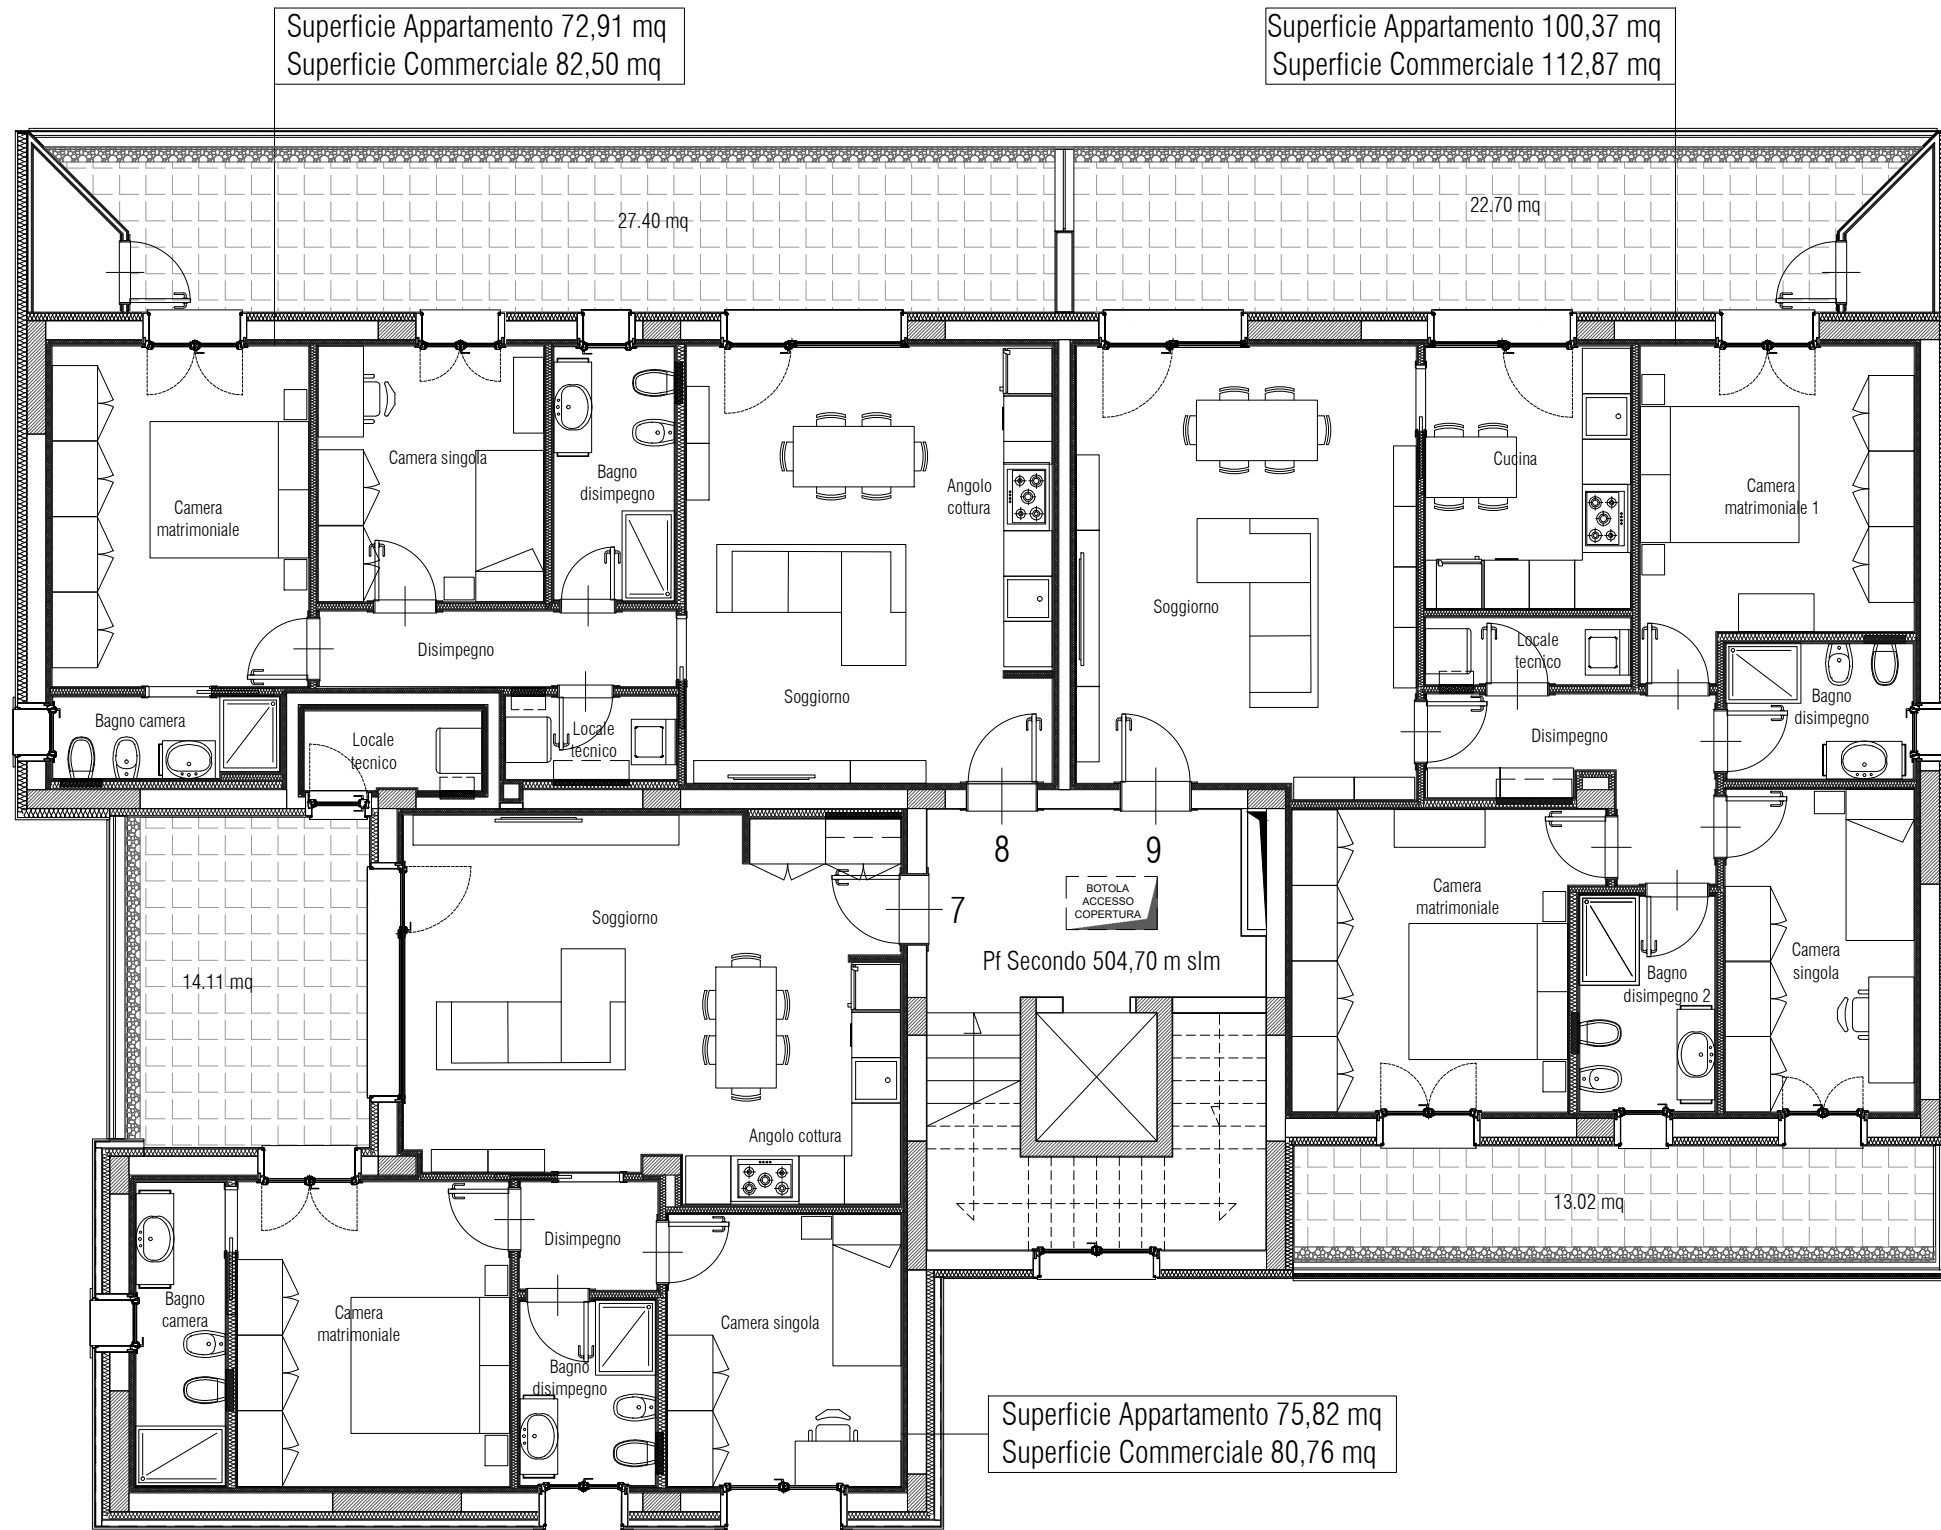 Superficie Appartamento 72,91 mq
Superficie Commerciale 82,50 mq
Superficie Appartamento 100,37 mq
Superficie Commerciale 112,87 mq
27.40 mq
22.70 mq
Camera
matrimoniale
Camera singola
Bagno
disimpegno
Angolo
cottura
Soggiorno
Disimpegno
Bagno camera
Locale
tecnico
Locale
tecnico
Soggiorno
Cucina
Camera
matrimoniale 1
Locale
tecnico
Disimpegno
Bagno
disimpegno
8
9
7
BOTOLA
ACCESSO
COPERTURA
Pf Secondo 504,70 m slm
Camera
matrimoniale
Bagno
disimpegno 2
Camera
singola
13.02 mq
14.11 mq
Soggiorno
Angolo cottura
Disimpegno
Bagno
camera
Camera
matrimoniale
Bagno
disimpegno
Camera singola
Superficie Appartamento 75,82 mq
Superficie Commerciale 80,76 mq